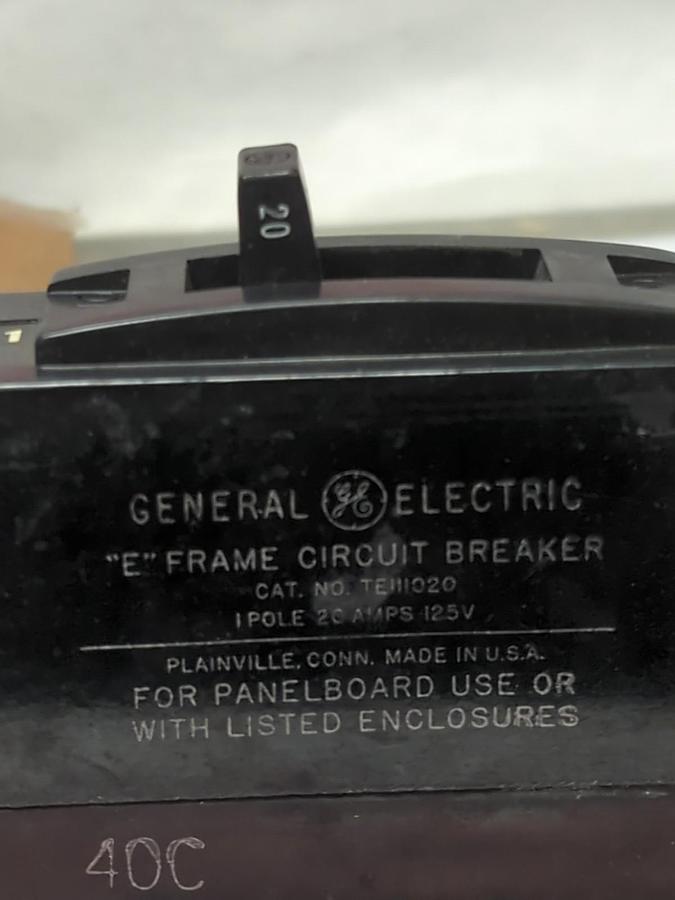 20
GENERAL GE ELECTRIC
"E" FRAME CIRCUIT BREAKER
CAT. NO. TE111020
1 POLE 20 AMPS 125V
PLAINVILLE, CONN. MADE IN U.S.A.
FOR PANELBOARD USE OR
WITH LISTED ENCLOSURES
40C